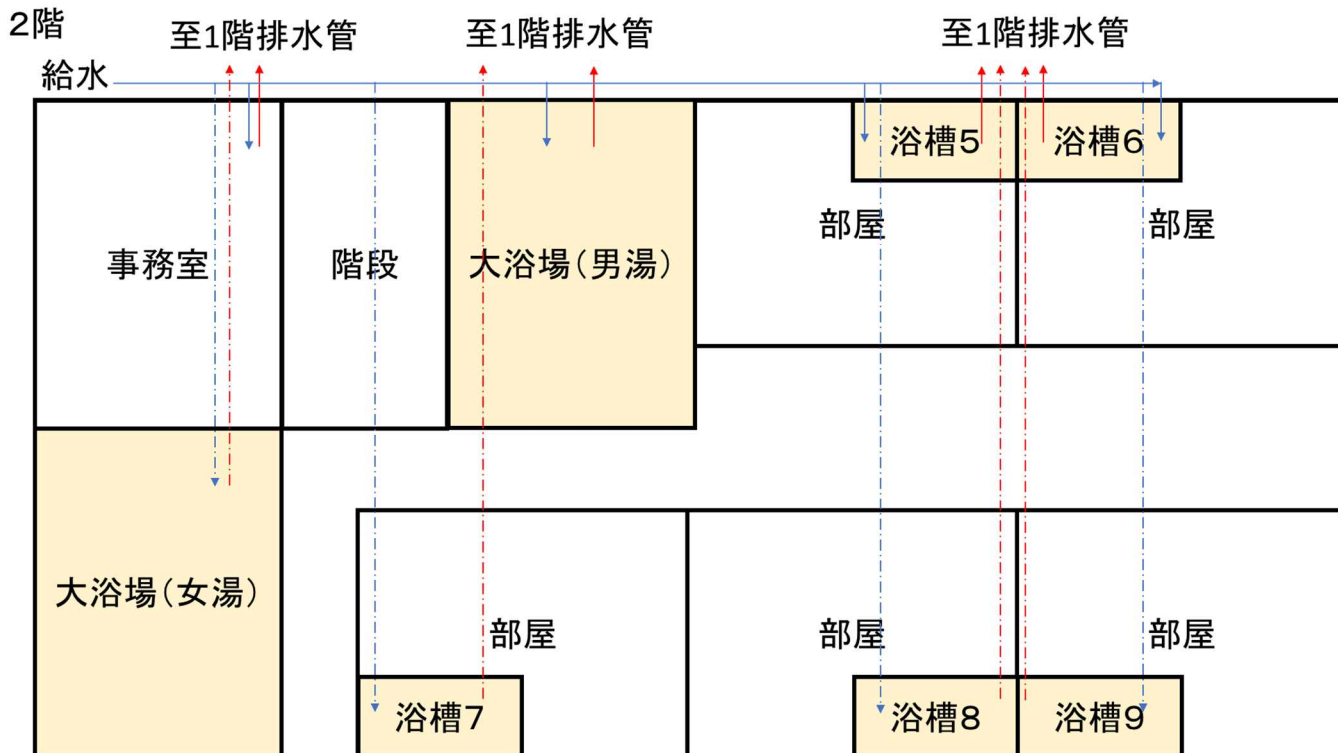 2階
至1階排水管
至1階排水管
至1階排水管
給水
浴槽5
浴槽6
部屋
部屋
事務室
階段
大浴場(男湯)
大浴場(女湯)
部屋
部屋
部屋
浴槽7
浴槽8
浴槽9